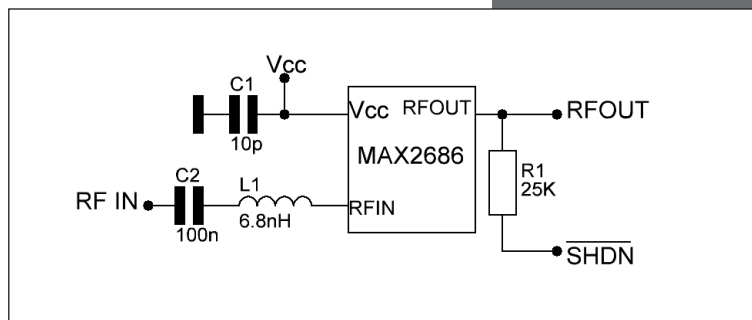 Vcc
C1
10p
Vcc RFOUT
RFOUT
MAX2686
R1
25K
C2
100n
L1
6.8nH
RF IN
RFIN
SHDN